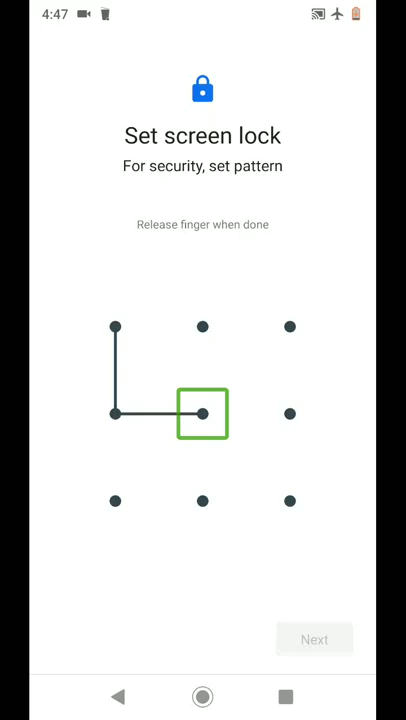 4:47
Set screen lock
For security, set pattern
Release finger when done
Next